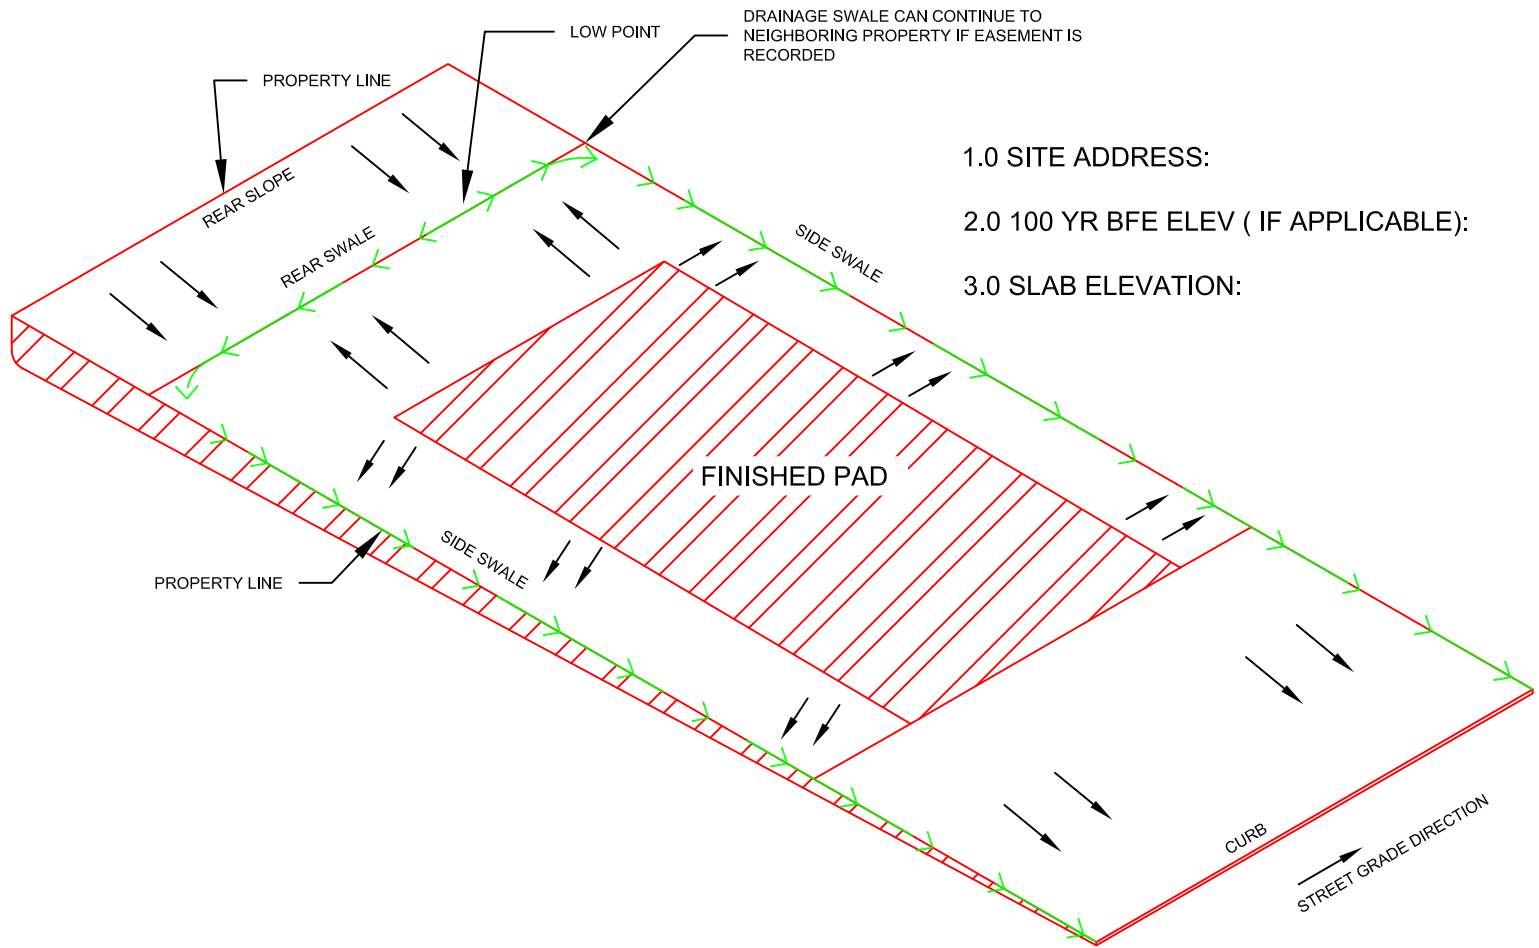 DRAINAGE SWALE CAN CONTINUE TO
NEIGHBORING PROPERTY IF EASEMENT IS
RECORDED
LOW POINT
PROPERTY LINE
1.0 SITE ADDRESS:
2.0 100 YR BFE ELEV ( IF APPLICABLE):
3.0 SLAB ELEVATION:
REAR SLOPE
REAR SWALE
SIDE SWALE
FINISHED PAD
SIDE SWALE
PROPERTY LINE
CURB
STREET GRADE DIRECTION